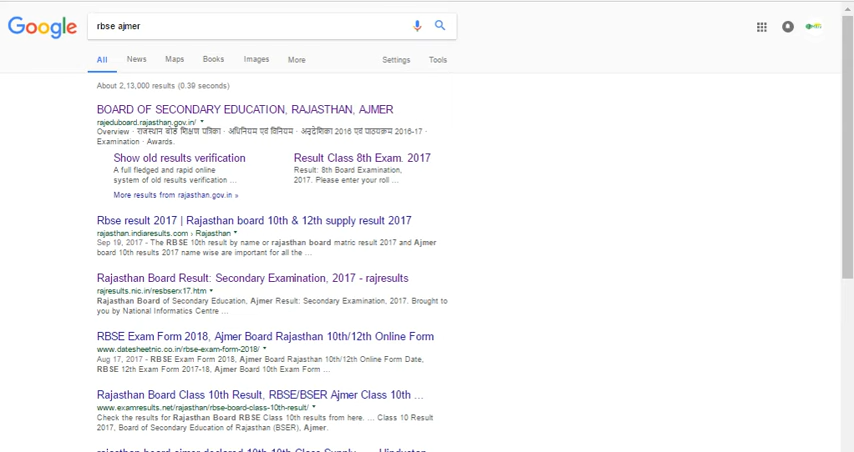 Google
rbse ajmer
All News Maps Books Images More Settings Tools
About 2,13,000 results (0.39 seconds)
BOARD OF SECONDARY EDUCATION, RAJASTHAN, AJMER
rajeduboard.rajasthan.gov.in/
Overview · राजस्थान बोर्ड शिक्षण पत्रिका · अधिनियम एवं विनियम · अनुदेशिका 2016 एवं पाठयक्रम 2016-17 ·
Examination · Awards.
Show old results verification
A full fledged and rapid online
system of old results verification ...
Result Class 8th Exam. 2017
Result: 8th Board Examination,
2017. Please enter your roll ...
More results from rajasthan.gov.in »
Rbse result 2017 | Rajasthan board 10th & 12th supply result 2017
rajasthan.indiaresults.com › Rajasthan
Sep 19, 2017 - The RBSE 10th result by name or rajasthan board matric result 2017 and Ajmer
board 10th results 2017 name wise are important for all the ...
Rajasthan Board Result: Secondary Examination, 2017 - rajresults
rajresults.nic.in/resbserx17.htm
Rajasthan Board of Secondary Education, Ajmer Result: Secondary Examination, 2017. Brought to
you by National Informatics Centre ...
RBSE Exam Form 2018, Ajmer Board Rajasthan 10th/12th Online Form
www.datesheetnic.co.in/rbse-exam-form-2018/
Aug 17, 2017 - RBSE Exam Form 2018, Ajmer Board Rajasthan 10th/12th Online Form Date,
RBSE 12th Exam Form 2017-18, Ajmer Board 10th Exam Form ...
Rajasthan Board Class 10th Result, RBSE/BSER Ajmer Class 10th ...
www.examresults.net/rajasthan/rbse-board-class-10th-result/
Check the results for Rajasthan Board RBSE Class 10th results from here. ... Class 10 Result
2017, Board of Secondary Education of Rajasthan (BSER), Ajmer.